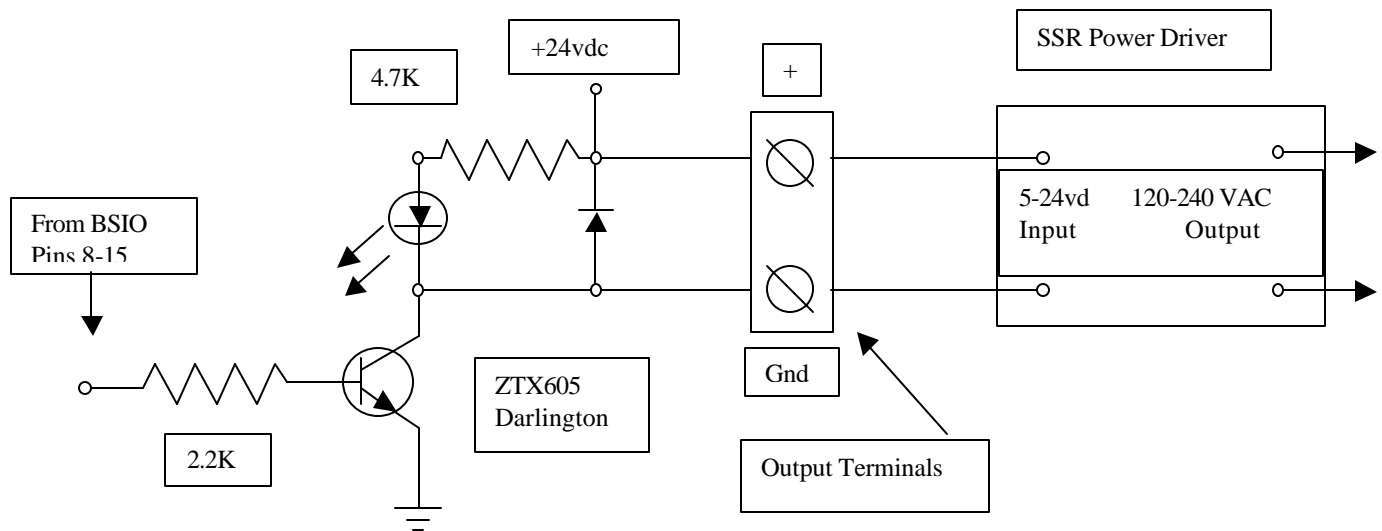 +24vdc
SSR Power Driver
4.7K
+
From BSIO
Pins 8-15
5-24vd 120-240 VAC
Input Output
Gnd
ZTX605
Darlington
2.2K
Output Terminals